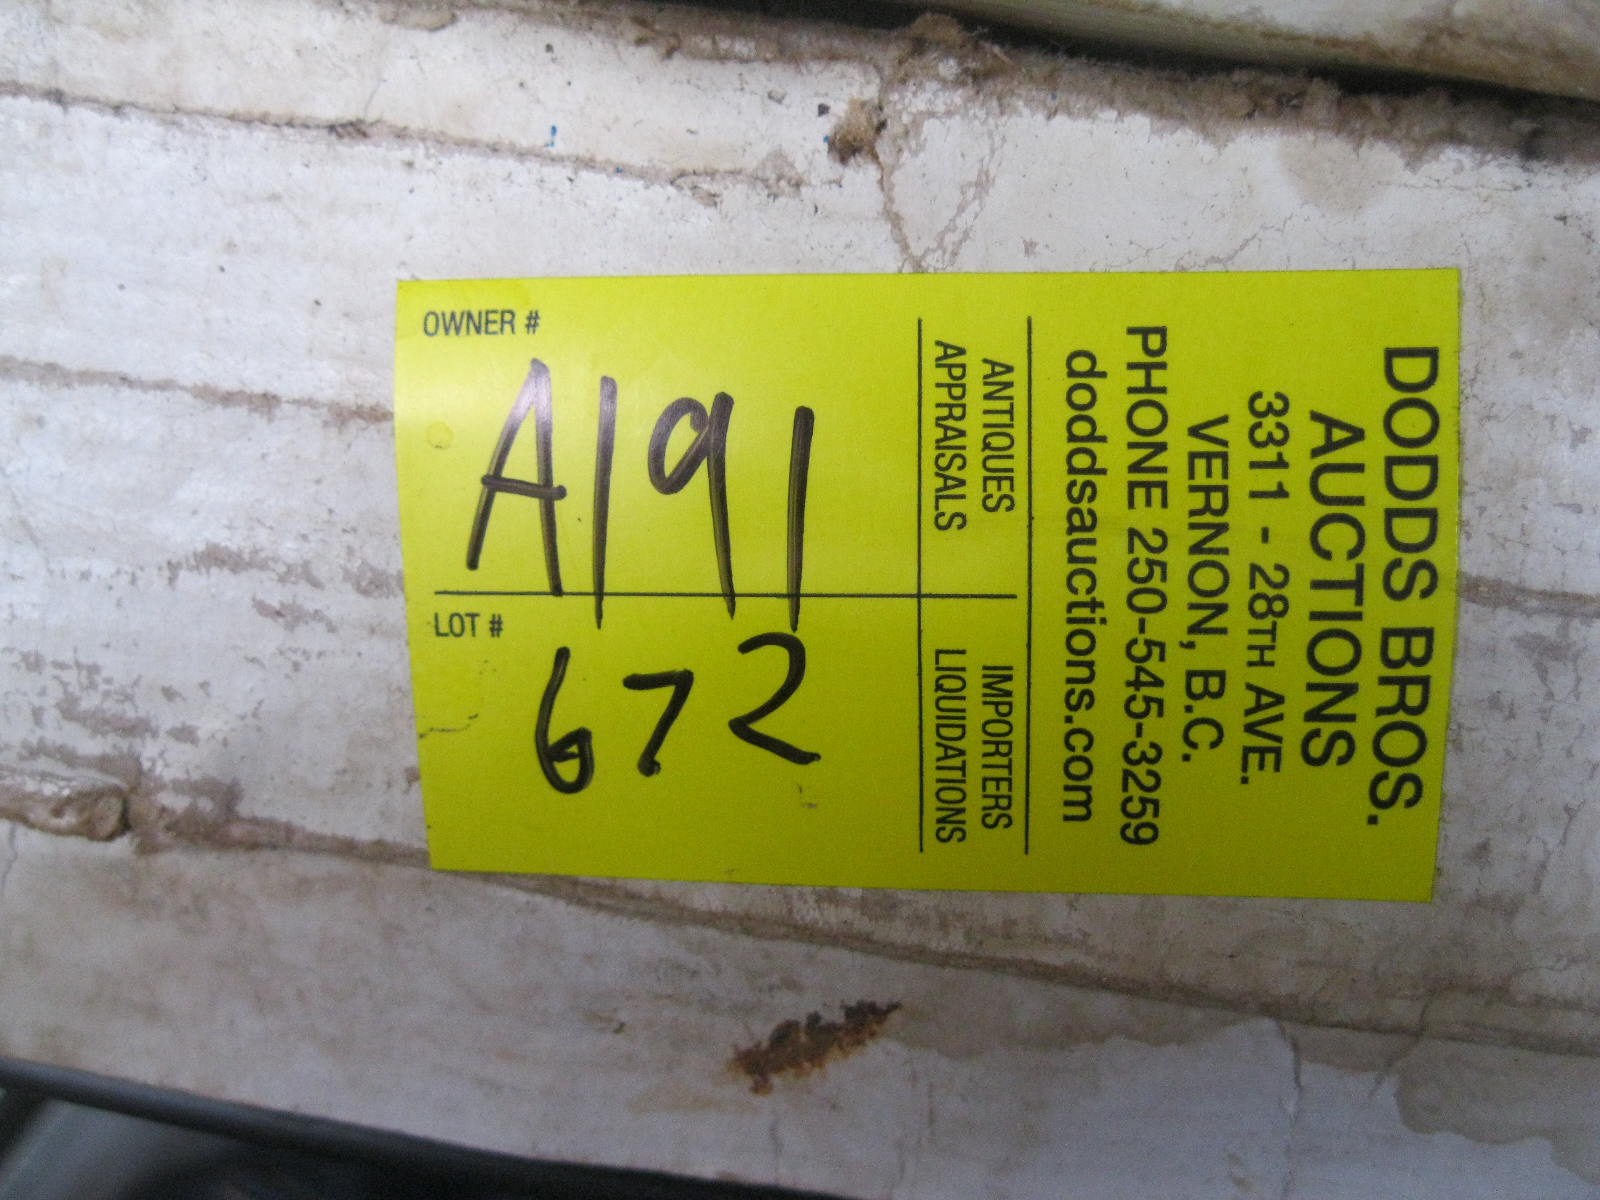 DODDS BROS.
AUCTIONS
3311 - 28TH AVE.
VERNON, B.C.
PHONE 250-545-3259
doddsauctions.com
ANTIQUES
APPRAISALS
IMPORTERS
LIQUIDATIONS
OWNER #
A191
LOT #
672